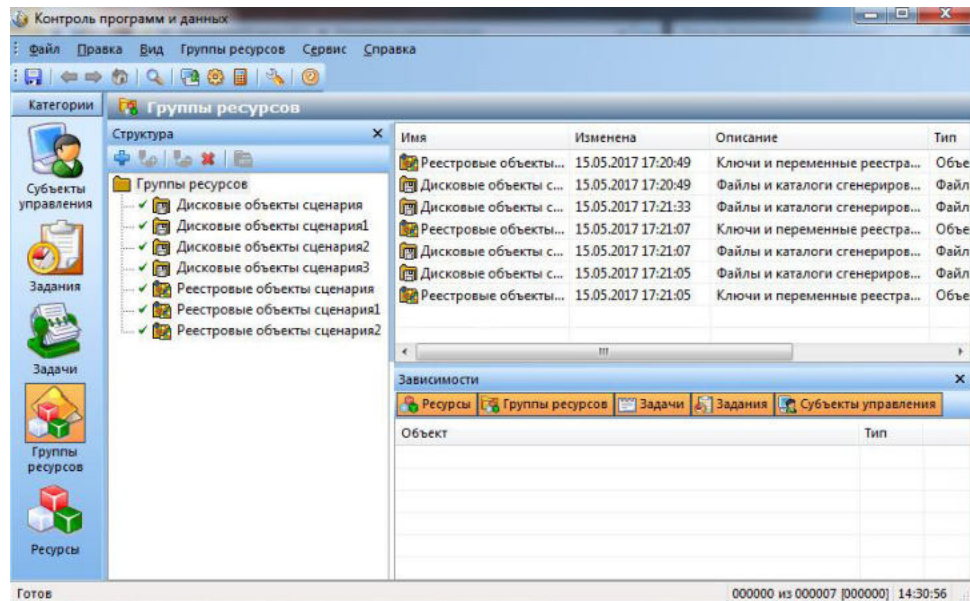 Контроль программ и данных
Файл Правка Вид Группы ресурсов Сервис Справка
Категории
Группы ресурсов
Субъекты управления
Задания
Задачи
Группы ресурсов
Ресурсы
Структура
Группы ресурсов
Дисковые объекты сценария
Дисковые объекты сценария1
Дисковые объекты сценария2
Дисковые объекты сценария3
Реестровые объекты сценария
Реестровые объекты сценария1
Реестровые объекты сценария2
Имя Изменена Описание Тип
Реестровые объекты... 15.05.2017 17:20:49 Ключи и переменные реестра... Объе
Дисковые объекты с... 15.05.2017 17:20:49 Файлы и каталоги сгенериров... Файл
Дисковые объекты с... 15.05.2017 17:21:33 Файлы и каталоги сгенериров... Файл
Реестровые объекты... 15.05.2017 17:21:07 Ключи и переменные реестра... Объе
Дисковые объекты с... 15.05.2017 17:21:07 Файлы и каталоги сгенериров... Файл
Дисковые объекты с... 15.05.2017 17:21:05 Файлы и каталоги сгенериров... Файл
Реестровые объекты... 15.05.2017 17:21:05 Ключи и переменные реестра... Объе
Зависимости
Ресурсы Группы ресурсов Задачи Задания Субъекты управления
Объект Тип
Готов 000000 из 000007 [000000] 14:30:56